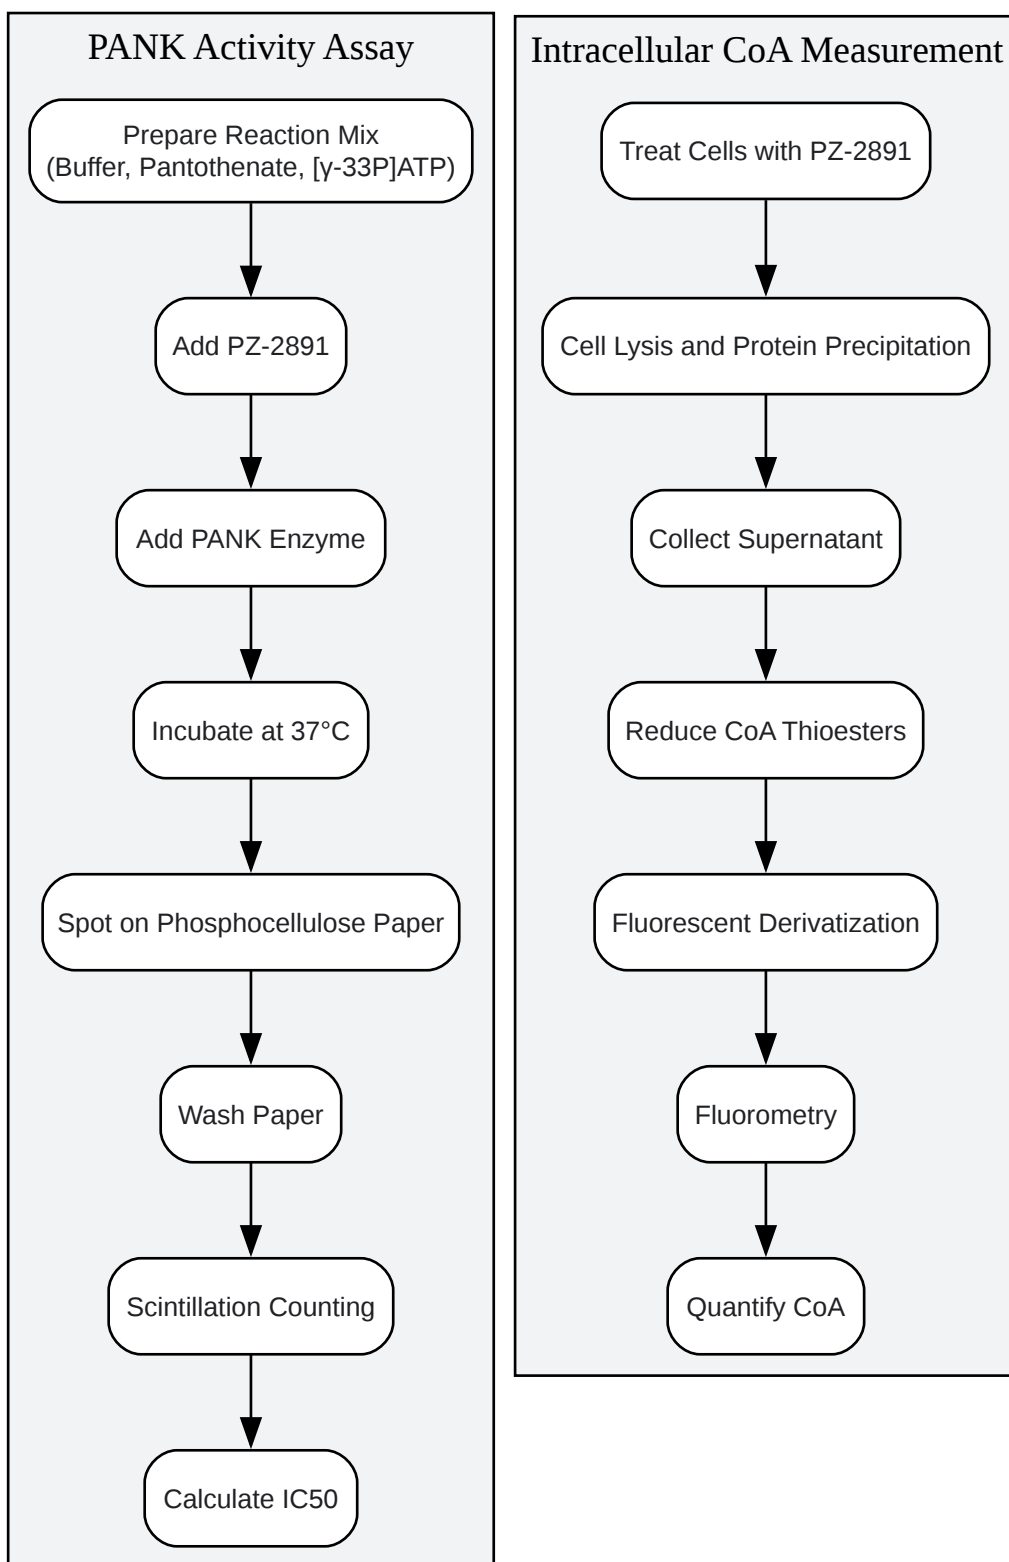 PANK Activity Assay
Prepare Reaction Mix
(Buffer, Pantothenate, [γ-33P]ATP)
Add PZ-2891
Add PANK Enzyme
Incubate at 37°C
Spot on Phosphocellulose Paper
Wash Paper
Scintillation Counting
Calculate IC50
Intracellular CoA Measurement
Treat Cells with PZ-2891
Cell Lysis and Protein Precipitation
Collect Supernatant
Reduce CoA Thioesters
Fluorescent Derivatization
Fluorometry
Quantify CoA